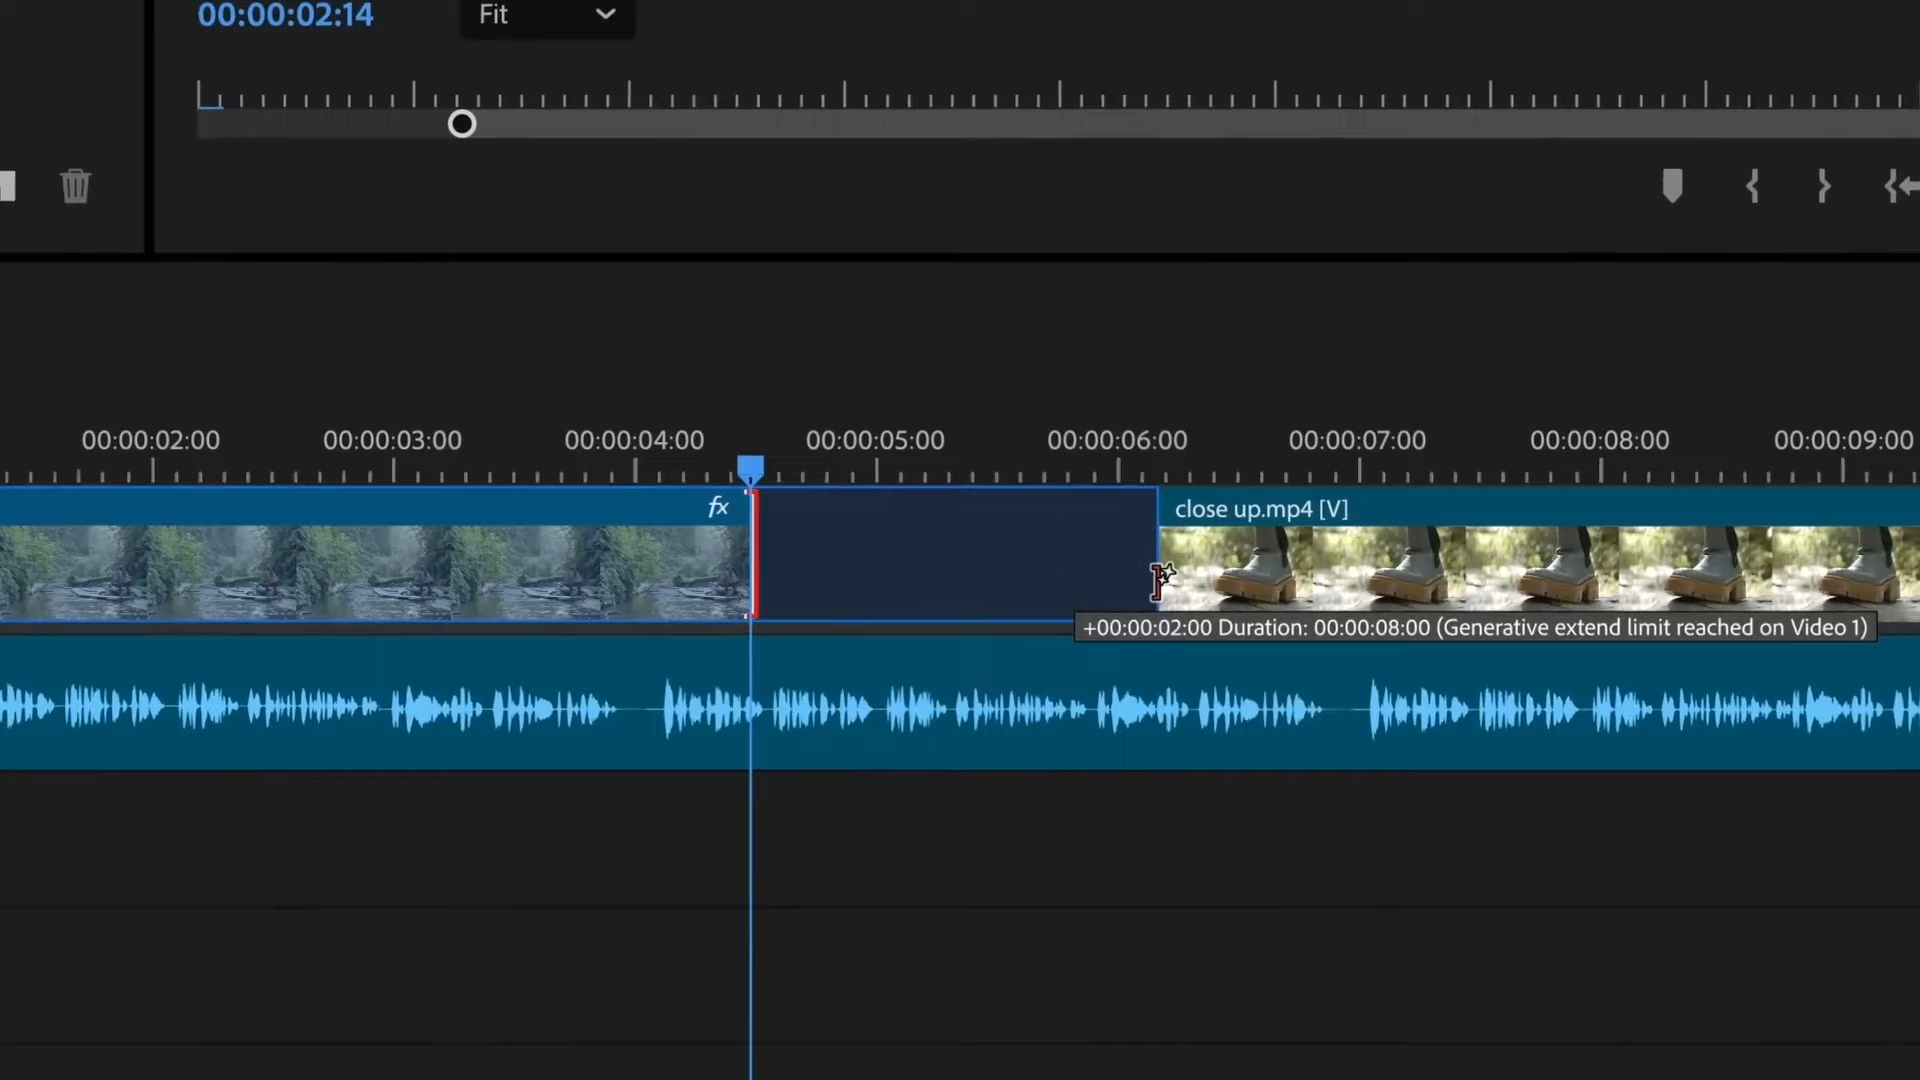 00:00:02:14
Fit
00:00:02:00 00:00:03:00 00:00:04:00 00:00:05:00 00:00:06:00 00:00:07:00 00:00:08:00 00:00:09:00
fx
close up.mp4 [V]
+00:00:02:00 Duration: 00:00:08:00 (Generative extend limit reached on Video 1)